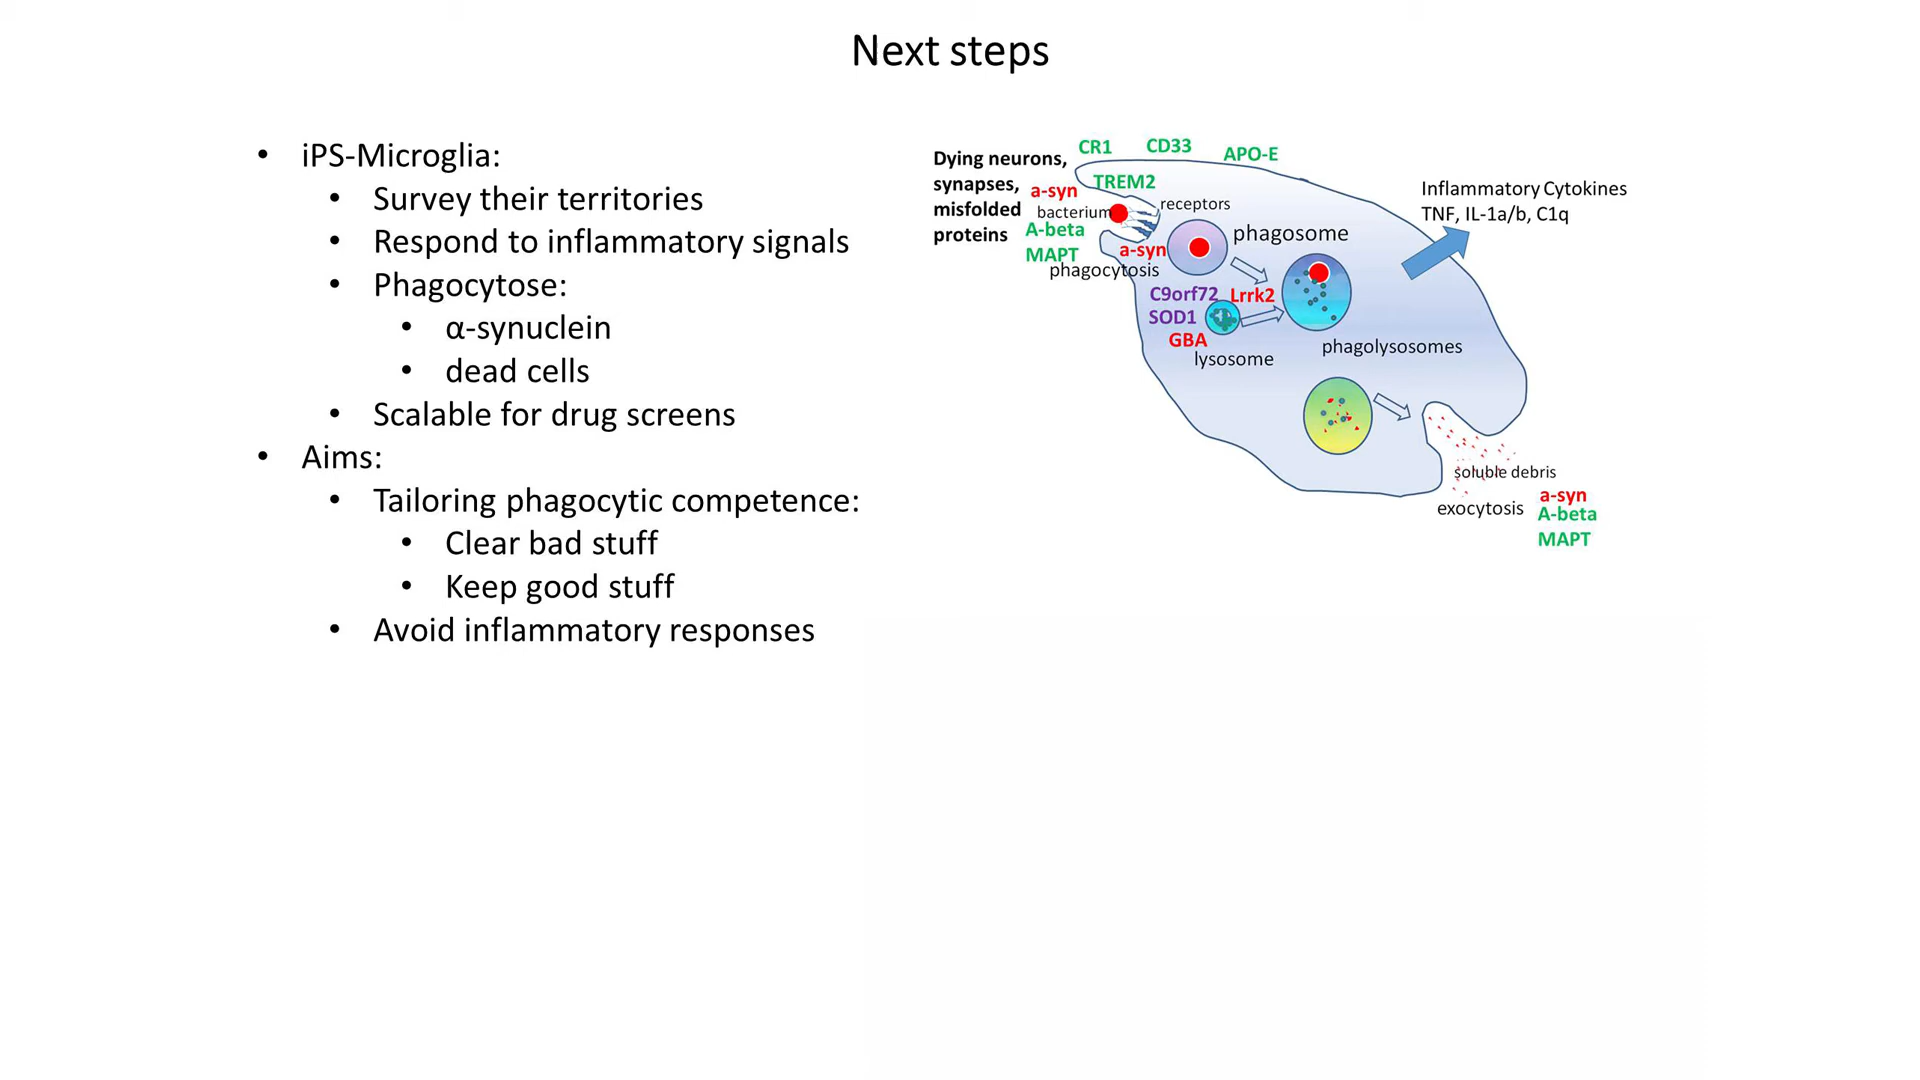 Next steps
• iPS-Microglia:
• Survey their territories
• Respond to inflammatory signals
• Phagocytose:
• α-synuclein
• dead cells
• Scalable for drug screens
• Aims:
• Tailoring phagocytic competence:
• Clear bad stuff
• Keep good stuff
• Avoid inflammatory responses
CR1
CD33
APO-E
Dying neurons,
synapses,
misfolded
proteins
TREM2
a-syn
bacterium
receptors
A-beta
MAPT
a-syn
phagocytosis
phagosome
C9orf72
Lrrk2
SOD1
GBA
lysosome
phagolysosomes
Inflammatory Cytokines
TNF, IL-1a/b, C1q
soluble debris
exocytosis
a-syn
A-beta
MAPT